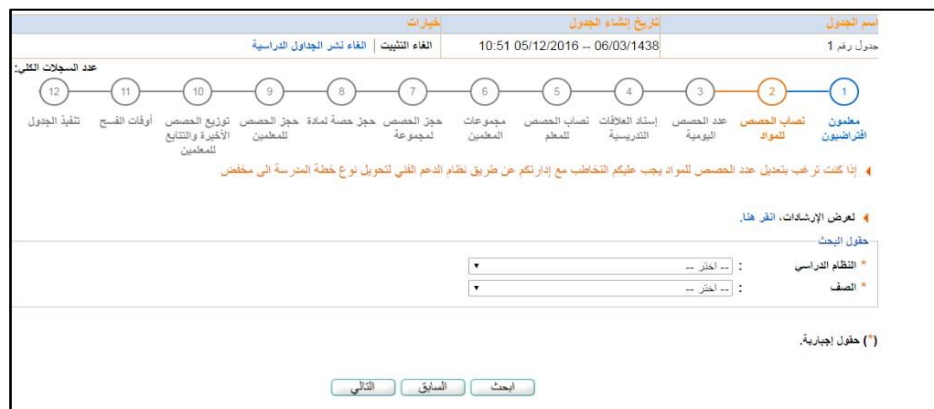 اسم الجدول تاريخ إنشاء الجدول خيارات
جدول رقم 1 06/03/1438 -- 05/12/2016 10:51 الغاء التثبيت | الغاء نشر الجداول الدراسية
عدد السجلات الكلي:
1 2 3 4 5 6 7 8 9 10 11 12
معلمون افتراضيون
نصاب الحصص للمواد
عدد الحصص اليومية
إسناد العلاقات التدريسية
نصاب الحصص للمعلم
مجموعات المعلمين
حجز الحصص لمجموعة
حجز حصة لمادة
حجز الحصص للمعلمين
توزيع الحصص الأخيرة والتتابع للمعلمين
أوقات الفسح
تنفيذ الجدول
إذا كنت ترغب بتعديل عدد الحصص للمواد يجب عليكم التخاطب مع إدارتكم عن طريق نظام الدعم الفني لتحويل نوع خطة المدرسة الى مخفض
لعرض الإرشادات، انقر هنا.
حقول البحث
* النظام الدراسي : -- اختر --
* الصف : -- اختر --
(*) حقول إجبارية.
ابحث السابق التالي